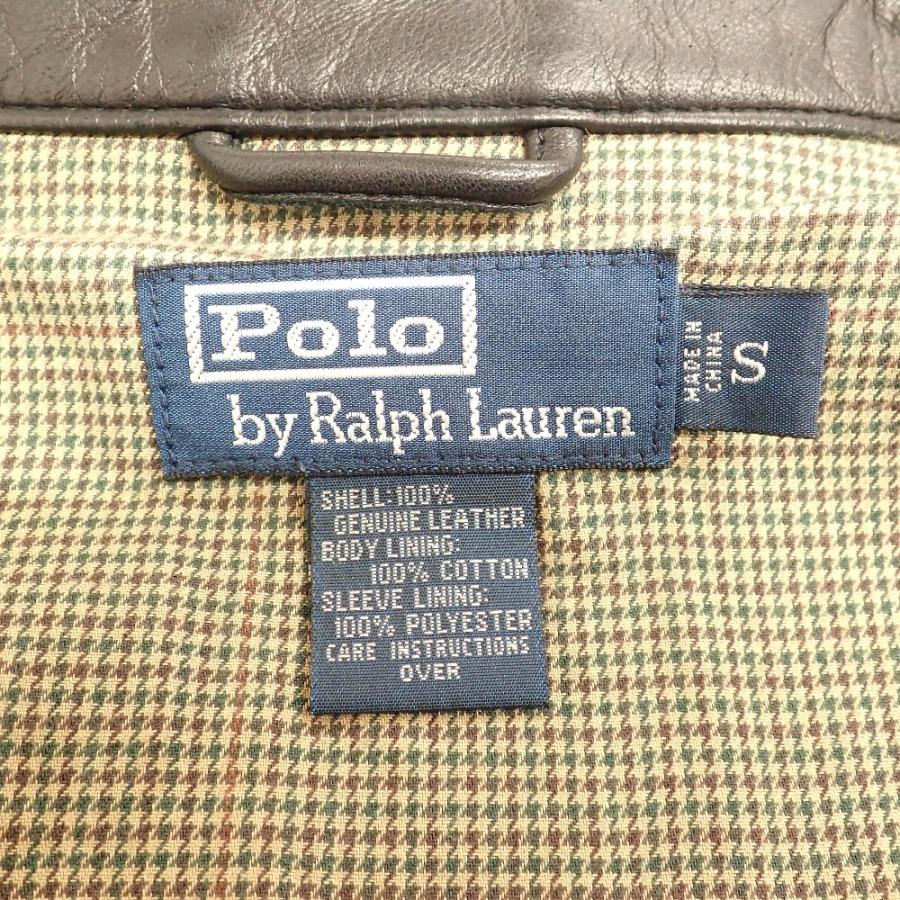 Polo
by Ralph Lauren
MADE IN
CHINA
S
SHELL: 100%
GENUINE LEATHER
BODY LINING:
100% COTTON
SLEEVE LINING:
100% POLYESTER
CARE INSTRUCTIONS
OVER